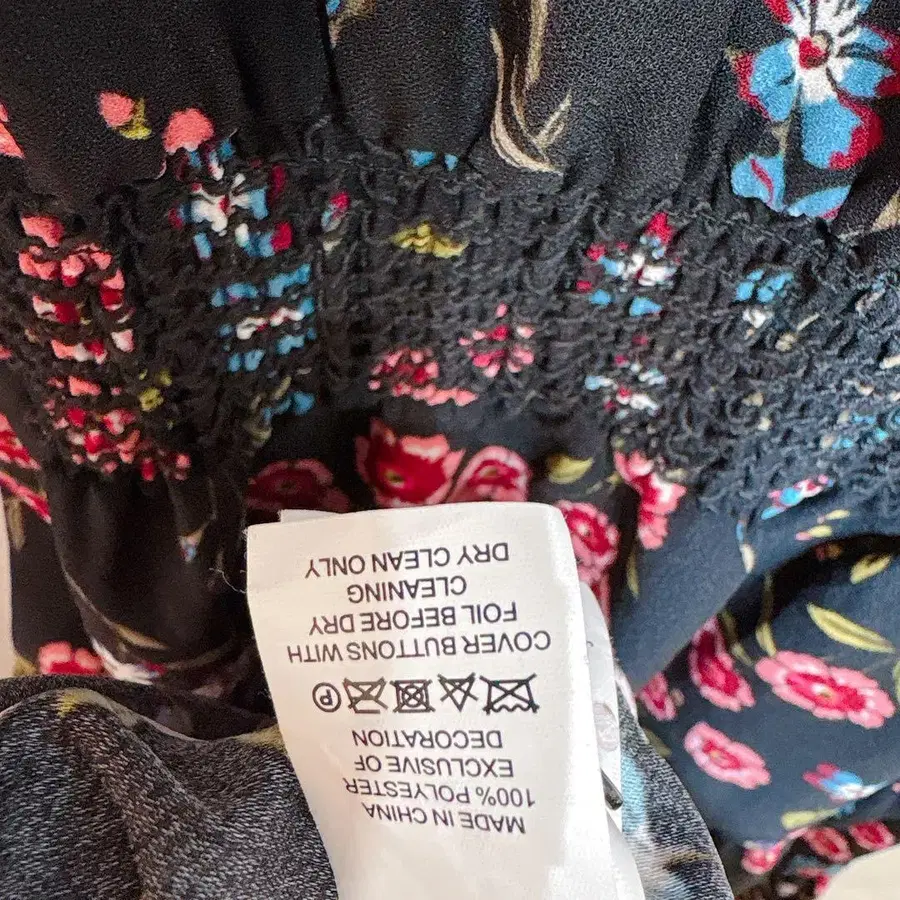 MADE IN CHINA
100% POLYESTER
EXCLUSIVE OF
DECORATION
P
COVER BUTTONS WITH
FOIL BEFORE DRY
CLEANING
DRY CLEAN ONLY